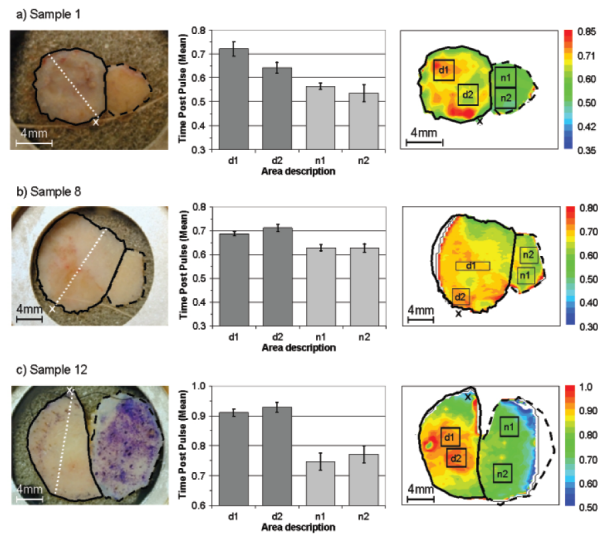 a) Sample 1
4mm
x
Time Post Pulse (Mean)
0.8
0.7
0.6
0.5
0.4
0.3
d1 d2 n1 n2
Area description
d1
d2
n1
n2
x
4mm
0.85
0.71
0.60
0.50
0.42
0.35
b) Sample 8
4mm
x
Time Post Pulse (Mean)
0.8
0.7
0.6
0.5
0.4
0.3
d1 d2 n1 n2
Area description
d1
d2
n2
n1
x
4mm
0.80
0.70
0.60
0.50
0.40
0.30
c) Sample 12
x
4mm
Time Post Pulse (Mean)
1.0
0.9
0.8
0.7
0.6
d1 d2 n1 n2
Area description
x
d1
d2
n1
n2
4mm
1.0
0.90
0.80
0.70
0.60
0.50